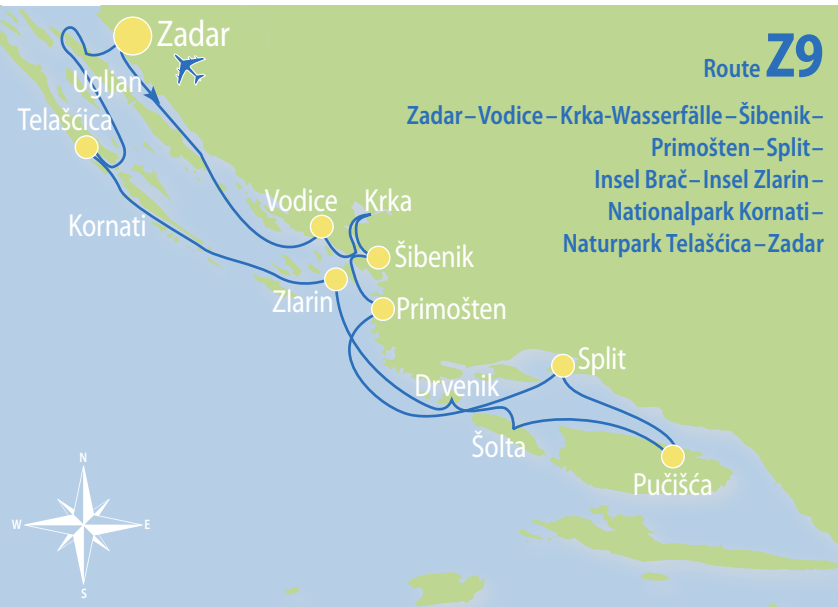 Zadar
Route Z9
Ugljan
Zadar–Vodice–Krka-Wasserfälle–Šibenik–
Primošten–Split–
Insel Brač–Insel Zlarin–
Nationalpark Kornati–
Naturpark Telašćica–Zadar
Telašćica
Vodice
Krka
Kornati
Šibenik
Zlarin
Primošten
Split
Drvenik
Šolta
Pučišća
N
W
E
S